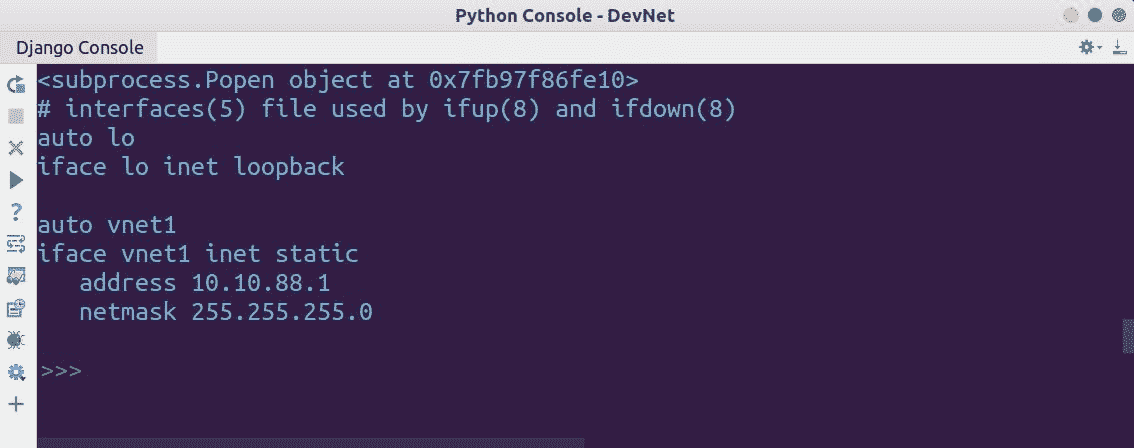 Python Console - DevNet
Django Console
<subprocess.Popen object at 0x7fb97f86fe10>
# interfaces(5) file used by ifup(8) and ifdown(8)
auto lo
iface lo inet loopback
auto vnet1
iface vnet1 inet static
   address 10.10.88.1
   netmask 255.255.255.0
>>>